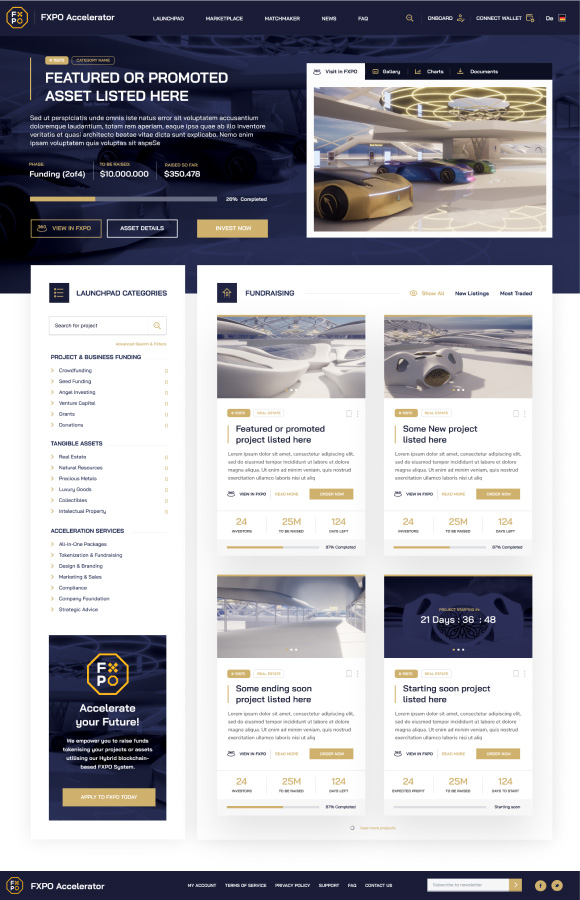 FXPO
FXPO Accelerator
LAUNCHPAD
MARKETPLACE
MATCHMAKER
NEWS
FAQ
ONBOARD
CONNECT WALLET
De
CATEGORY NAME
FEATURED OR PROMOTED
ASSET LISTED HERE
Sed ut perspiciatis unde omnis iste natus error sit voluptatem accusantium
doloremque laudantium, totam rem aperiam, eaque ipsa quae ab illo inventore
veritatis et quasi architecto beatae vitae dicta sunt explicabo. Nemo enim
ipsam voluptatem quia voluptas sit aspeSe
PHASE:
Funding (2of4)
TO BE RAISED:
$10.000.000
RAISED SO FAR:
$350.478
28% Completed
360
VIEW IN FXPO
ASSET DETAILS
INVEST NOW
Visit in FXPO
Gallery
Charts
Documents
LAUNCHPAD CATEGORIES
Search for project
Advanced Search & Filters
PROJECT & BUSINESS FUNDING
Crowdfunding
Seed Funding
Angel Investing
Venture Capital
Grants
Donations
TANGIBLE ASSETS
Real Estate
Natural Resources
Precious Metals
Luxury Goods
Collectibles
Intelectual Property
ACCELERATION SERVICES
All-In-One Packages
Tokenization & Fundraising
Design & Branding
Marketing & Sales
Compliance
Company Foundation
Strategic Advice
FXPO
Accelerate
your Future!
We empower you to raise funds
tokenising your projects or assets
utilising our Hybrid blockchain-
based FXPO System.
APPLY TO FXPO TODAY
FUNDRAISING
Show All
New Listings
Most Traded
REAL ESTATE
Featured or promoted
project listed here
Lorem ipsum dolor sit amet, consectetur adipiscing elit,
sed do eiusmod tempor incididunt ut labore et dolore
magna aliqua. Ut enim ad minim veniam, quis nostrud
exercitation ullamco laboris nisi ut aliq
VIEW IN FXPO
READ MORE
ORDER NOW
24
INVESTORS
25M
TO BE RAISED
124
DAYS LEFT
87% Completed
REAL ESTATE
Some New project
listed here
Lorem ipsum dolor sit amet, consectetur adipiscing elit,
sed do eiusmod tempor incididunt ut labore et dolore
magna aliqua. Ut enim ad minim veniam, quis nostrud
exercitation ullamco laboris nisi ut aliq
VIEW IN FXPO
READ MORE
ORDER NOW
24
INVESTORS
25M
TO BE RAISED
124
DAYS LEFT
87% Completed
REAL ESTATE
Some ending soon
project listed here
Lorem ipsum dolor sit amet, consectetur adipiscing elit,
sed do eiusmod tempor incididunt ut labore et dolore
magna aliqua. Ut enim ad minim veniam, quis nostrud
exercitation ullamco laboris nisi ut aliq
VIEW IN FXPO
READ MORE
ORDER NOW
24
INVESTORS
25M
TO BE RAISED
124
DAYS LEFT
87% Completed
PROJECT STARTING IN:
21 Days : 36 : 48
REAL ESTATE
Starting soon project
listed here
Lorem ipsum dolor sit amet, consectetur adipiscing elit,
sed do eiusmod tempor incididunt ut labore et dolore
magna aliqua. Ut enim ad minim veniam, quis nostrud
exercitation ullamco laboris nisi ut aliq
VIEW IN FXPO
READ MORE
ORDER NOW
24
EXPECTED PROFIT
25M
TO BE RAISED
124
DAYS TO START
Starting soon
load more projects
FXPO
FXPO Accelerator
MY ACCOUNT
TERMS OF SERVICE
PRIVACY POLICY
SUPPORT
FAQ
CONTACT US
Subscribe to newsletter